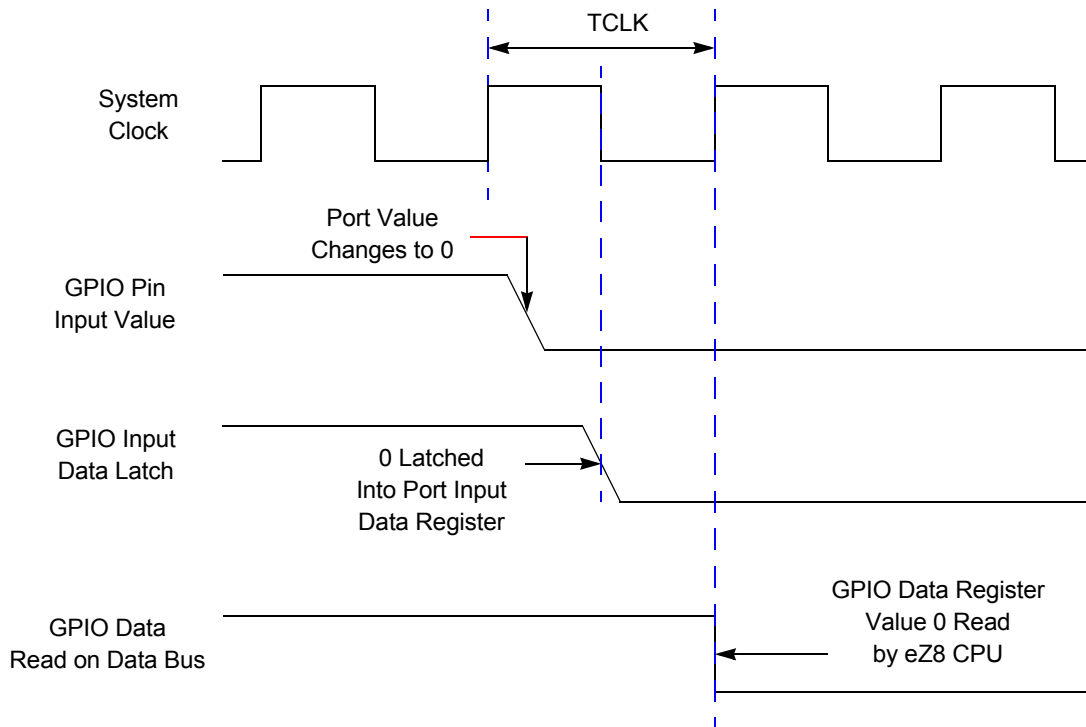 TCLK
System
Clock
Port Value
Changes to 0
GPIO Pin
Input Value
GPIO Input
Data Latch
0 Latched
Into Port Input
Data Register
GPIO Data
Read on Data Bus
GPIO Data Register
Value 0 Read
by eZ8 CPU